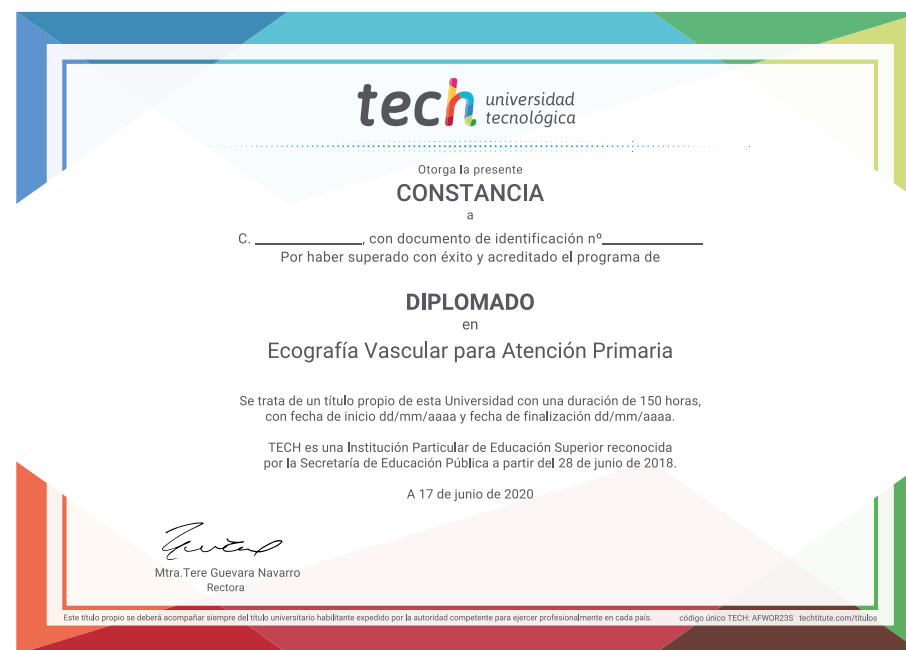 tech universidad
tecnológica
Otorga la presente
CONSTANCIA
a
C. ____________, con documento de identificación nº____________
Por haber superado con éxito y acreditado el programa de
DIPLOMADO
en
Ecografía Vascular para Atención Primaria
Se trata de un título propio de esta Universidad con una duración de 150 horas,
con fecha de inicio dd/mm/aaaa y fecha de finalización dd/mm/aaaa.
TECH es una Institución Particular de Educación Superior reconocida
por la Secretaría de Educación Pública a partir del 28 de junio de 2018.
A 17 de junio de 2020
Mtra.Tere Guevara Navarro
Rectora
Este título propio se deberá acompañar siempre del título universitario habilitante expedido por la autoridad competente para ejercer profesionalmente en cada país. código único TECH: AFWOR23S techtitute.com/titulos